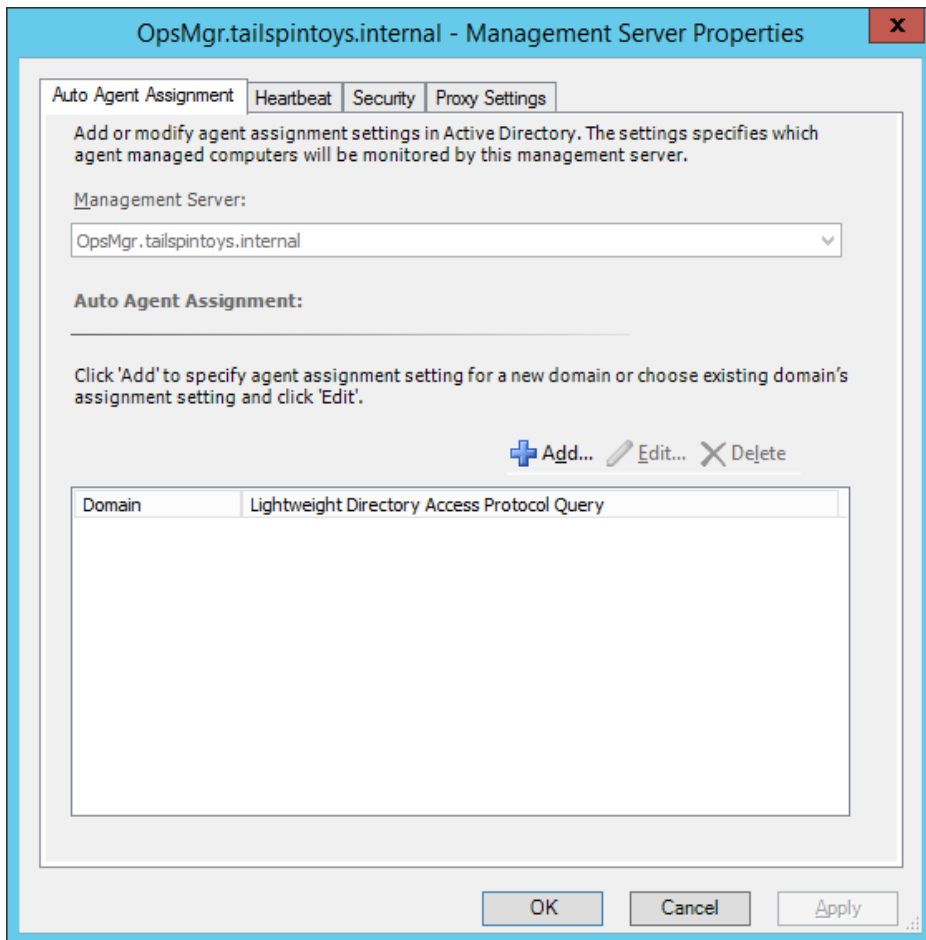 OpsMgr.tailspintoys.internal - Management Server Properties
x
Auto Agent Assignment Heartbeat Security Proxy Settings
Add or modify agent assignment settings in Active Directory. The settings specifies which
agent managed computers will be monitored by this management server.
Management Server:
OpsMgr.tailspintoys.internal
Auto Agent Assignment:
Click 'Add' to specify agent assignment setting for a new domain or choose existing domain’s
assignment setting and click 'Edit'.
Add... Edit... Delete
Domain Lightweight Directory Access Protocol Query
OK Cancel Apply